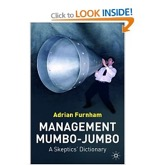 Click to LOOK INSIDE!
Adrian Furnham
MANAGEMENT
MUMBO-JUMBO
A Skeptics' Dictionary